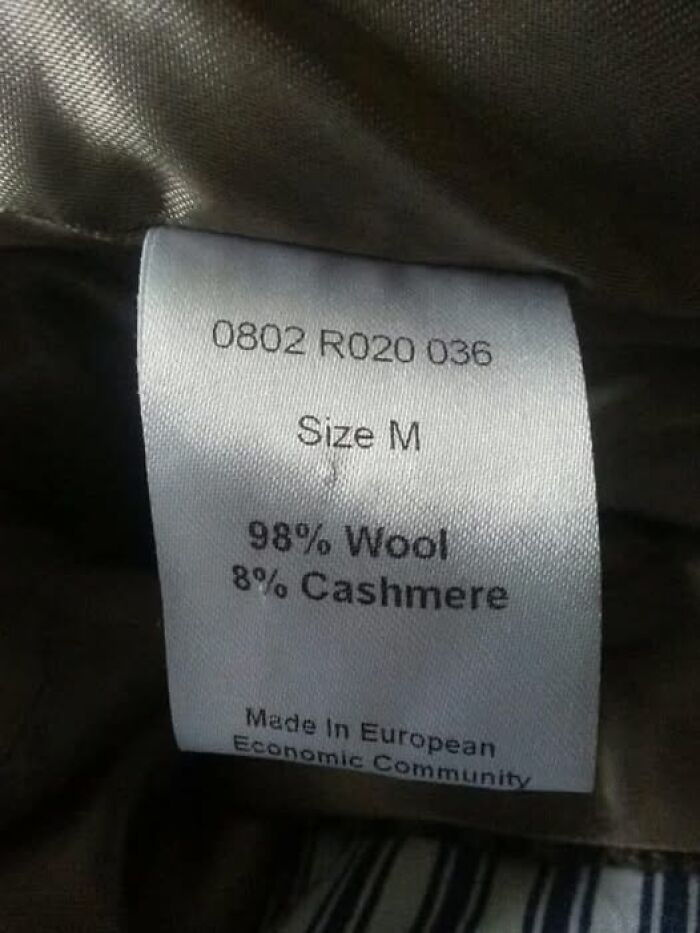 0802 R020 036
Size M
98% Wool
8% Cashmere
Made In European
Economic Community